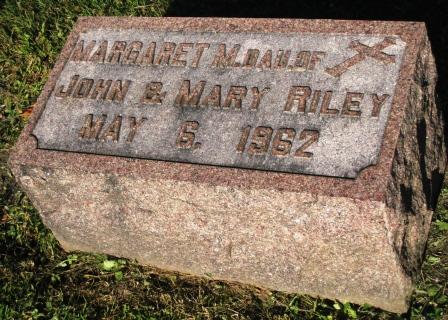 MARGARET M. DAU. OF
JOHN & MARY RILEY
MAY 6, 1962